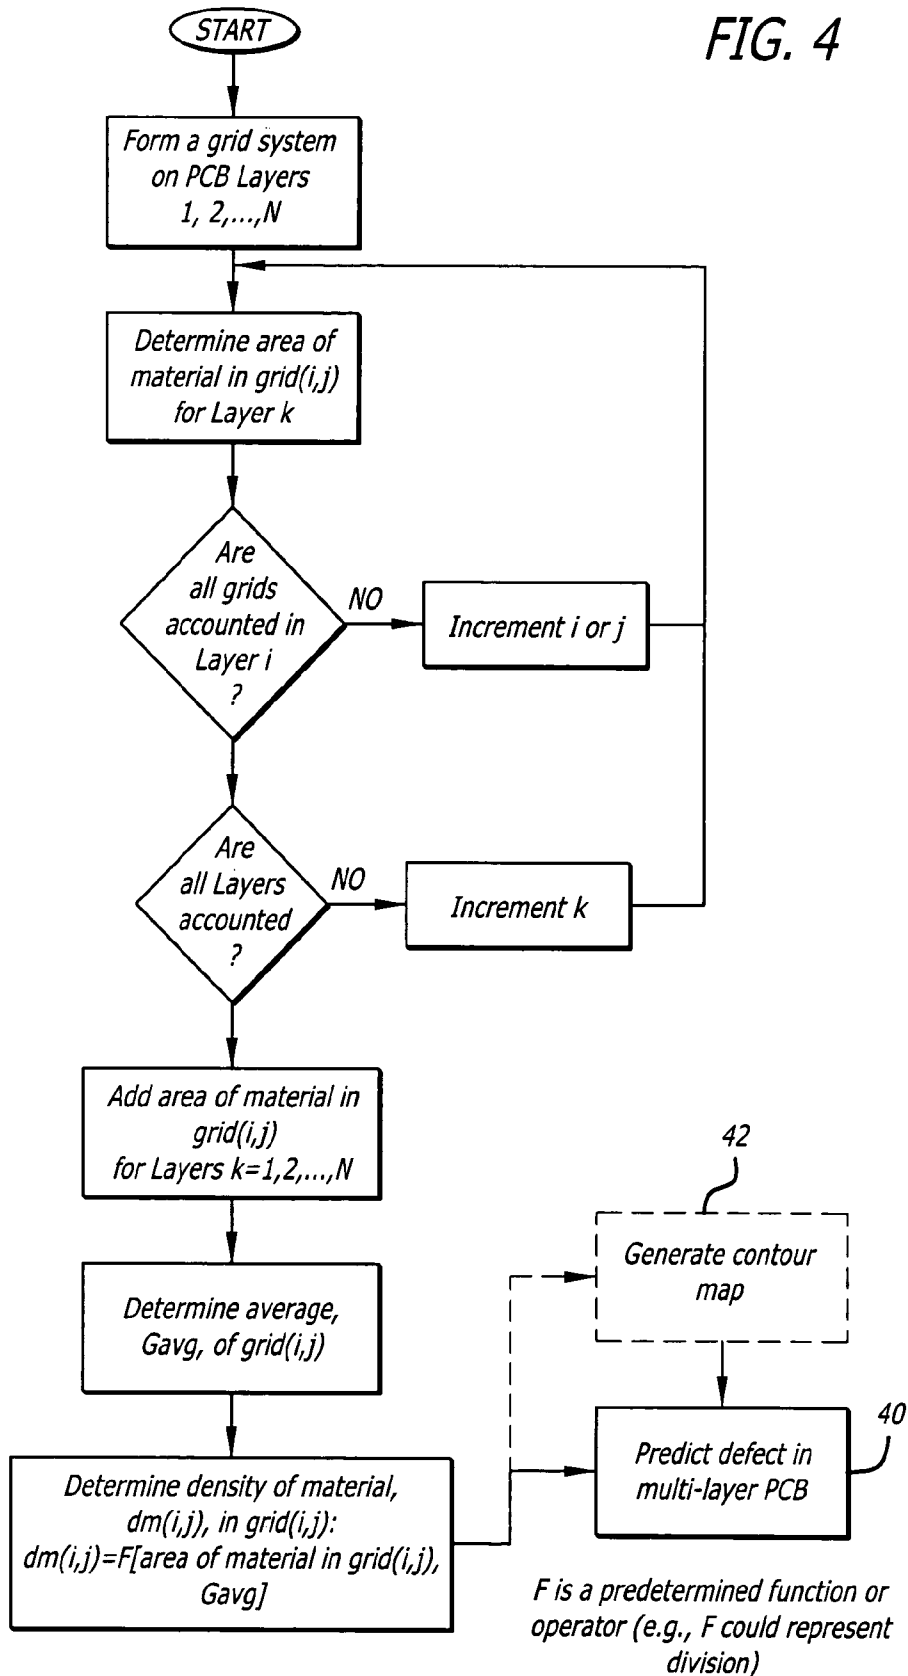 FIG. 4
START
Form a grid system
on PCB Layers
1, 2,...,N
Determine area of
material in grid(i,j)
for Layer k
Are
all grids
accounted in
Layer i
?
NO
Increment i or j
Are
all Layers
accounted
?
NO
Increment k
Add area of material in
grid(i,j)
for Layers k=1,2,...,N
Determine average,
Gavg, of grid(i,j)
Determine density of material,
dm(i,j), in grid(i,j):
dm(i,j)=F[area of material in grid(i,j),
Gavg]
42
Generate contour
map
40
Predict defect in
multi-layer PCB
F is a predetermined function or
operator (e.g., F could represent
division)